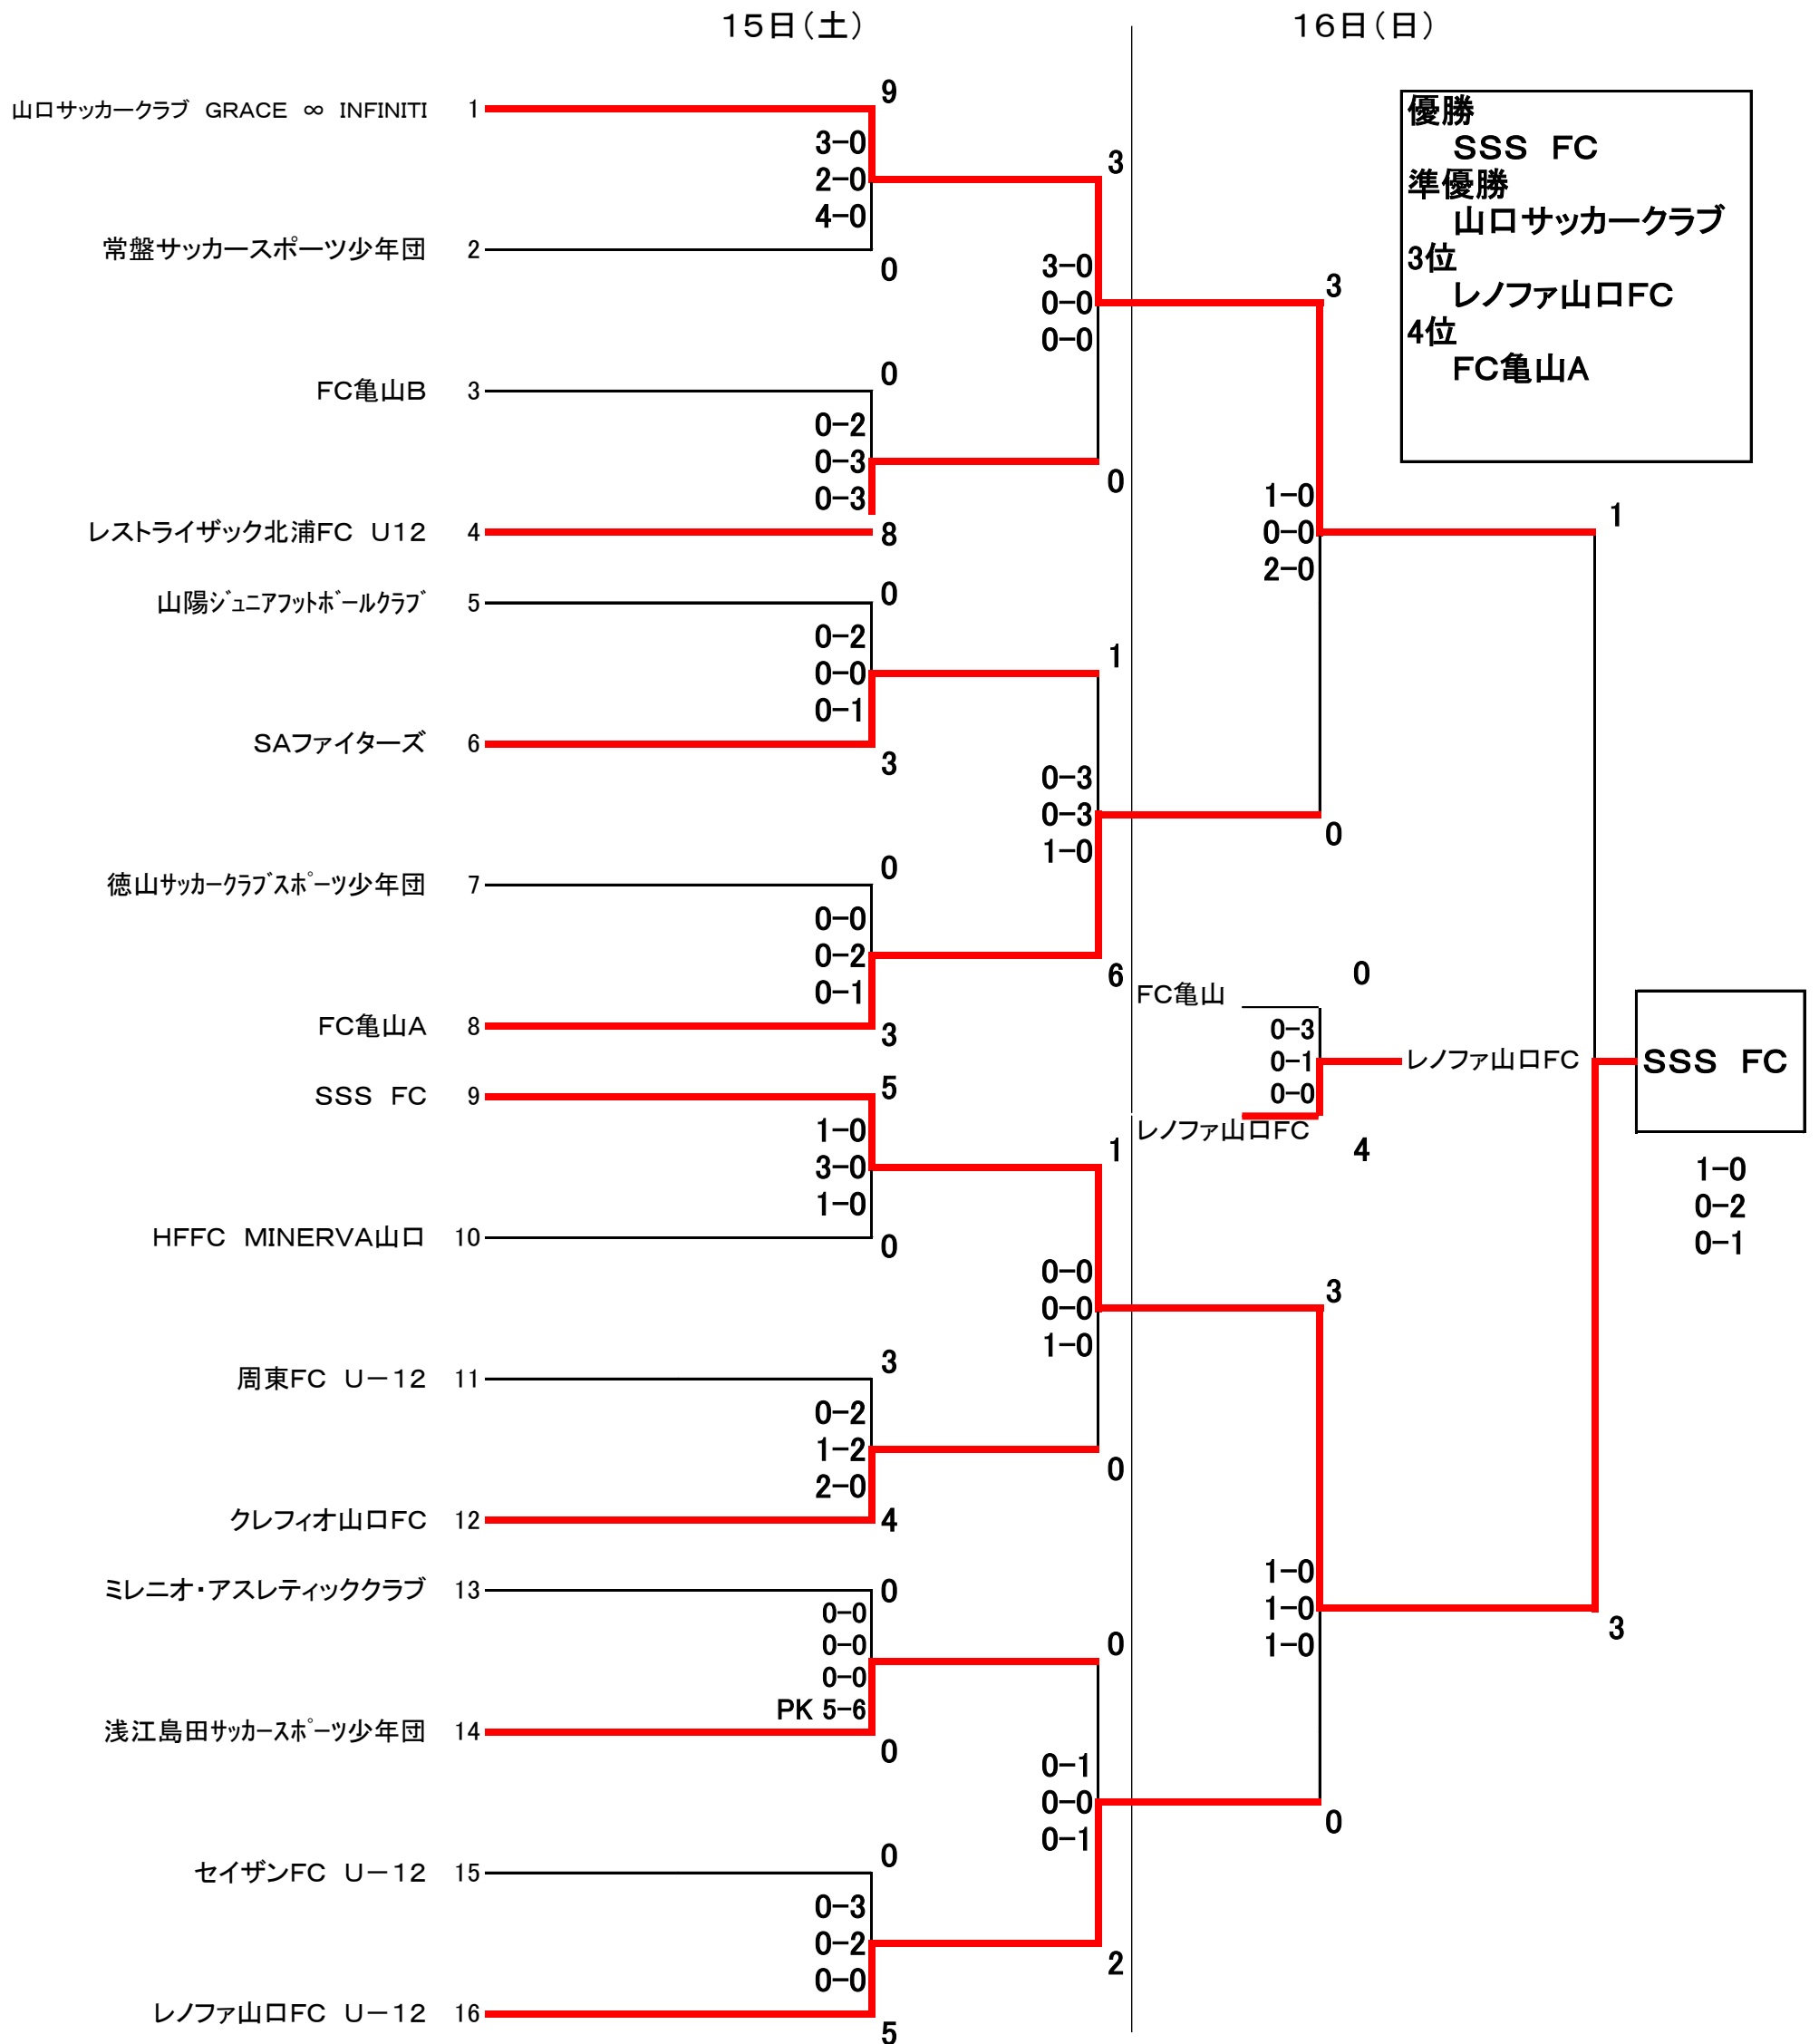 15日(土)
16日(日)
優勝
SSS FC
準優勝
山口サッカークラブ
3位
レノファ山口FC
4位
FC亀山A
山口サッカークラブ GRACE ∞ INFINITI 1
9
3-0
2-0
4-0
常盤サッカースポーツ少年団 2
0
3
3-0
0-0
0-0
FC亀山B 3
0
0-2
0-3
0-3
レストライザック北浦FC U12 4
8
0
3
1-0
0-0
2-0
1
山陽ジュニアフットボールクラブ 5
0
0-2
0-0
0-1
SAファイターズ 6
3
1
0-3
0-3
1-0
0
徳山サッカークラブスポーツ少年団 7
0
0-0
0-2
0-1
FC亀山A 8
3
6
FC亀山
0
0-3
0-1
0-0
レノファ山口FC
レノファ山口FC
4
SSS FC
1-0
0-2
0-1
SSS FC 9
5
1-0
3-0
1-0
HFFC MINERVA山口 10
0
1
0-0
0-0
1-0
3
周東FC U-12 11
3
0-2
1-2
2-0
クレフィオ山口FC 12
4
0
1-0
1-0
1-0
3
ミレニオ・アスレティッククラブ 13
0
0-0
0-0
0-0
PK 5-6
浅江島田サッカースポーツ少年団 14
0
0
0-1
0-0
0-1
0
セイザンFC U-12 15
0
0-3
0-2
0-0
レノファ山口FC U-12 16
5
2